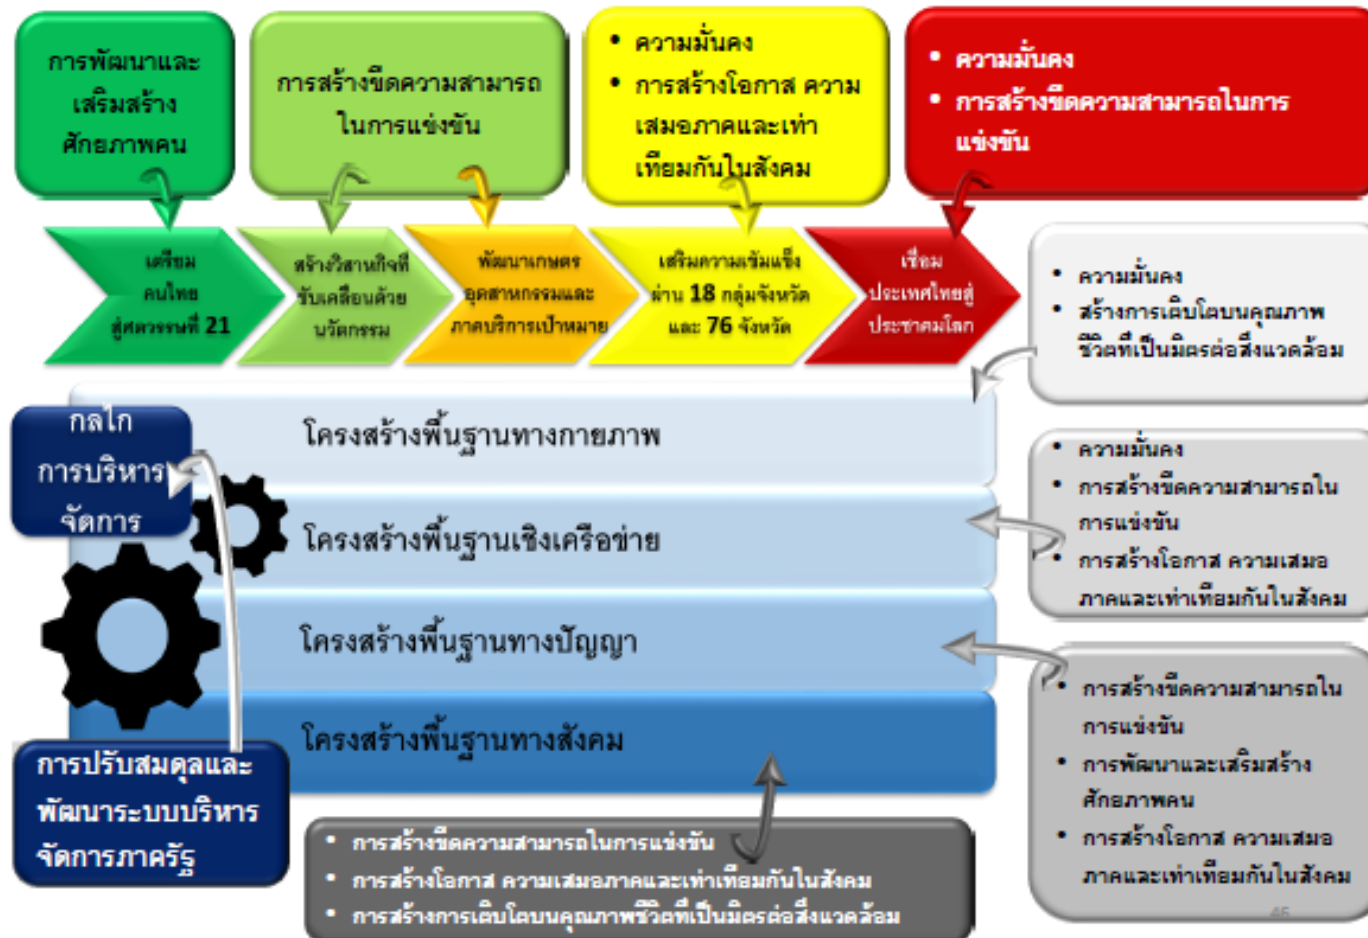 การพัฒนาและ
เสริมสร้าง
ศักยภาพคน
การสร้างขีดความสามารถ
ในการแข่งขัน
• ความมั่นคง
• การสร้างโอกาส ความ
เสมอภาคและเท่า
เทียมกันในสังคม
• ความมั่นคง
• การสร้างขีดความสามารถในการ
แข่งขัน
เตรียม
คนไทย
สู่ศตวรรษที่ 21
สร้างวิสาหกิจที่
ขับเคลื่อนด้วย
นวัตกรรม
พัฒนาเกษตร
อุตสาหกรรมและ
ภาคบริการเป้าหมาย
เสริมความเข้มแข็ง
ผ่าน 18 กลุ่มจังหวัด
และ 76 จังหวัด
เชื่อม
ประเทศไทยสู่
ประชาคมโลก
• ความมั่นคง
• สร้างการเติบโตบนคุณภาพ
ชีวิตที่เป็นมิตรต่อสิ่งแวดล้อม
กลไก
การบริหาร
จัดการ
โครงสร้างพื้นฐานทางกายภาพ
โครงสร้างพื้นฐานเชิงเครือข่าย
• ความมั่นคง
• การสร้างขีดความสามารถใน
การแข่งขัน
• การสร้างโอกาส ความเสมอ
ภาคและเท่าเทียมกันในสังคม
โครงสร้างพื้นฐานทางปัญญา
โครงสร้างพื้นฐานทางสังคม
• การสร้างขีดความสามารถใน
การแข่งขัน
• การพัฒนาและเสริมสร้าง
ศักยภาพคน
• การสร้างโอกาส ความเสมอ
ภาคและเท่าเทียมกันในสังคม
การปรับสมดุลและ
พัฒนาระบบบริหาร
จัดการภาครัฐ
• การสร้างขีดความสามารถในการแข่งขัน
• การสร้างโอกาส ความเสมอภาคและเท่าเทียมกันในสังคม
• การสร้างการเติบโตบนคุณภาพชีวิตที่เป็นมิตรต่อสิ่งแวดล้อม